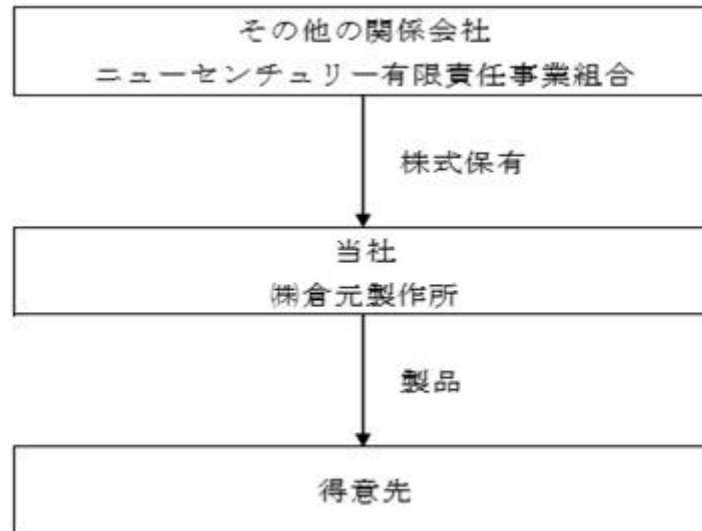 その他の関係会社
ニューセンチュリー有限責任事業組合
株式保有
当社
㈱倉元製作所
製品
得意先